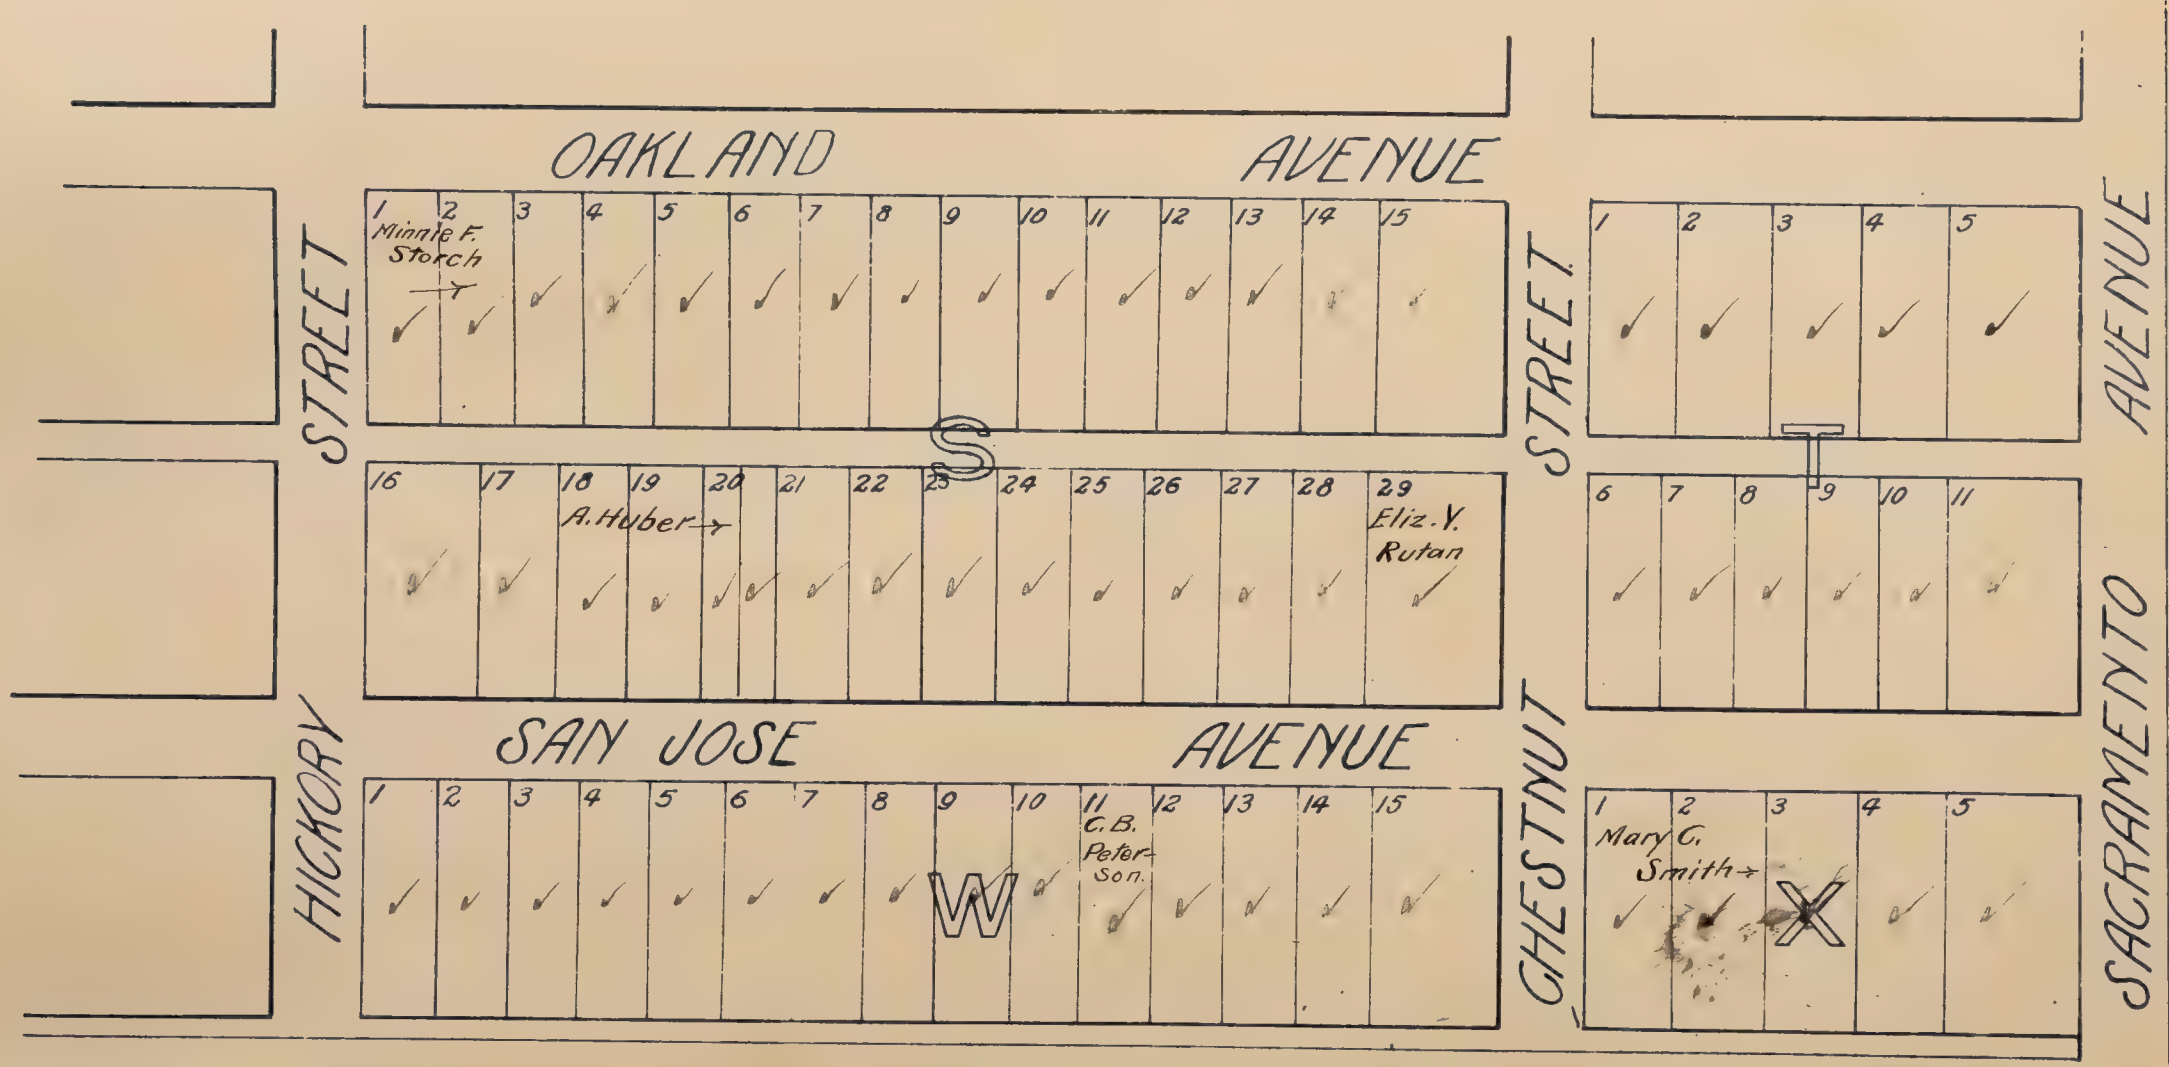 OAKLAND AVENUE
1 2 3 4 5 6 7 8 9 10 11 12 13 14 15
Minnie F.
Storch
1 2 3 4 5
S
T
16 17 18 19 20 21 22 23 24 25 26 27 28 29
A. Huber
Eliz. Y.
Rutan
6 7 8 9 10 11
SAN JOSE AVENUE
1 2 3 4 5 6 7 8 9 10 11 12 13 14 15
C. B.
Peter-
son.
W
1 2 3 4 5
Mary C.
Smith
X
HICKORY STREET
CHESTNUT STREET.
SACRAMENTO AVENUE